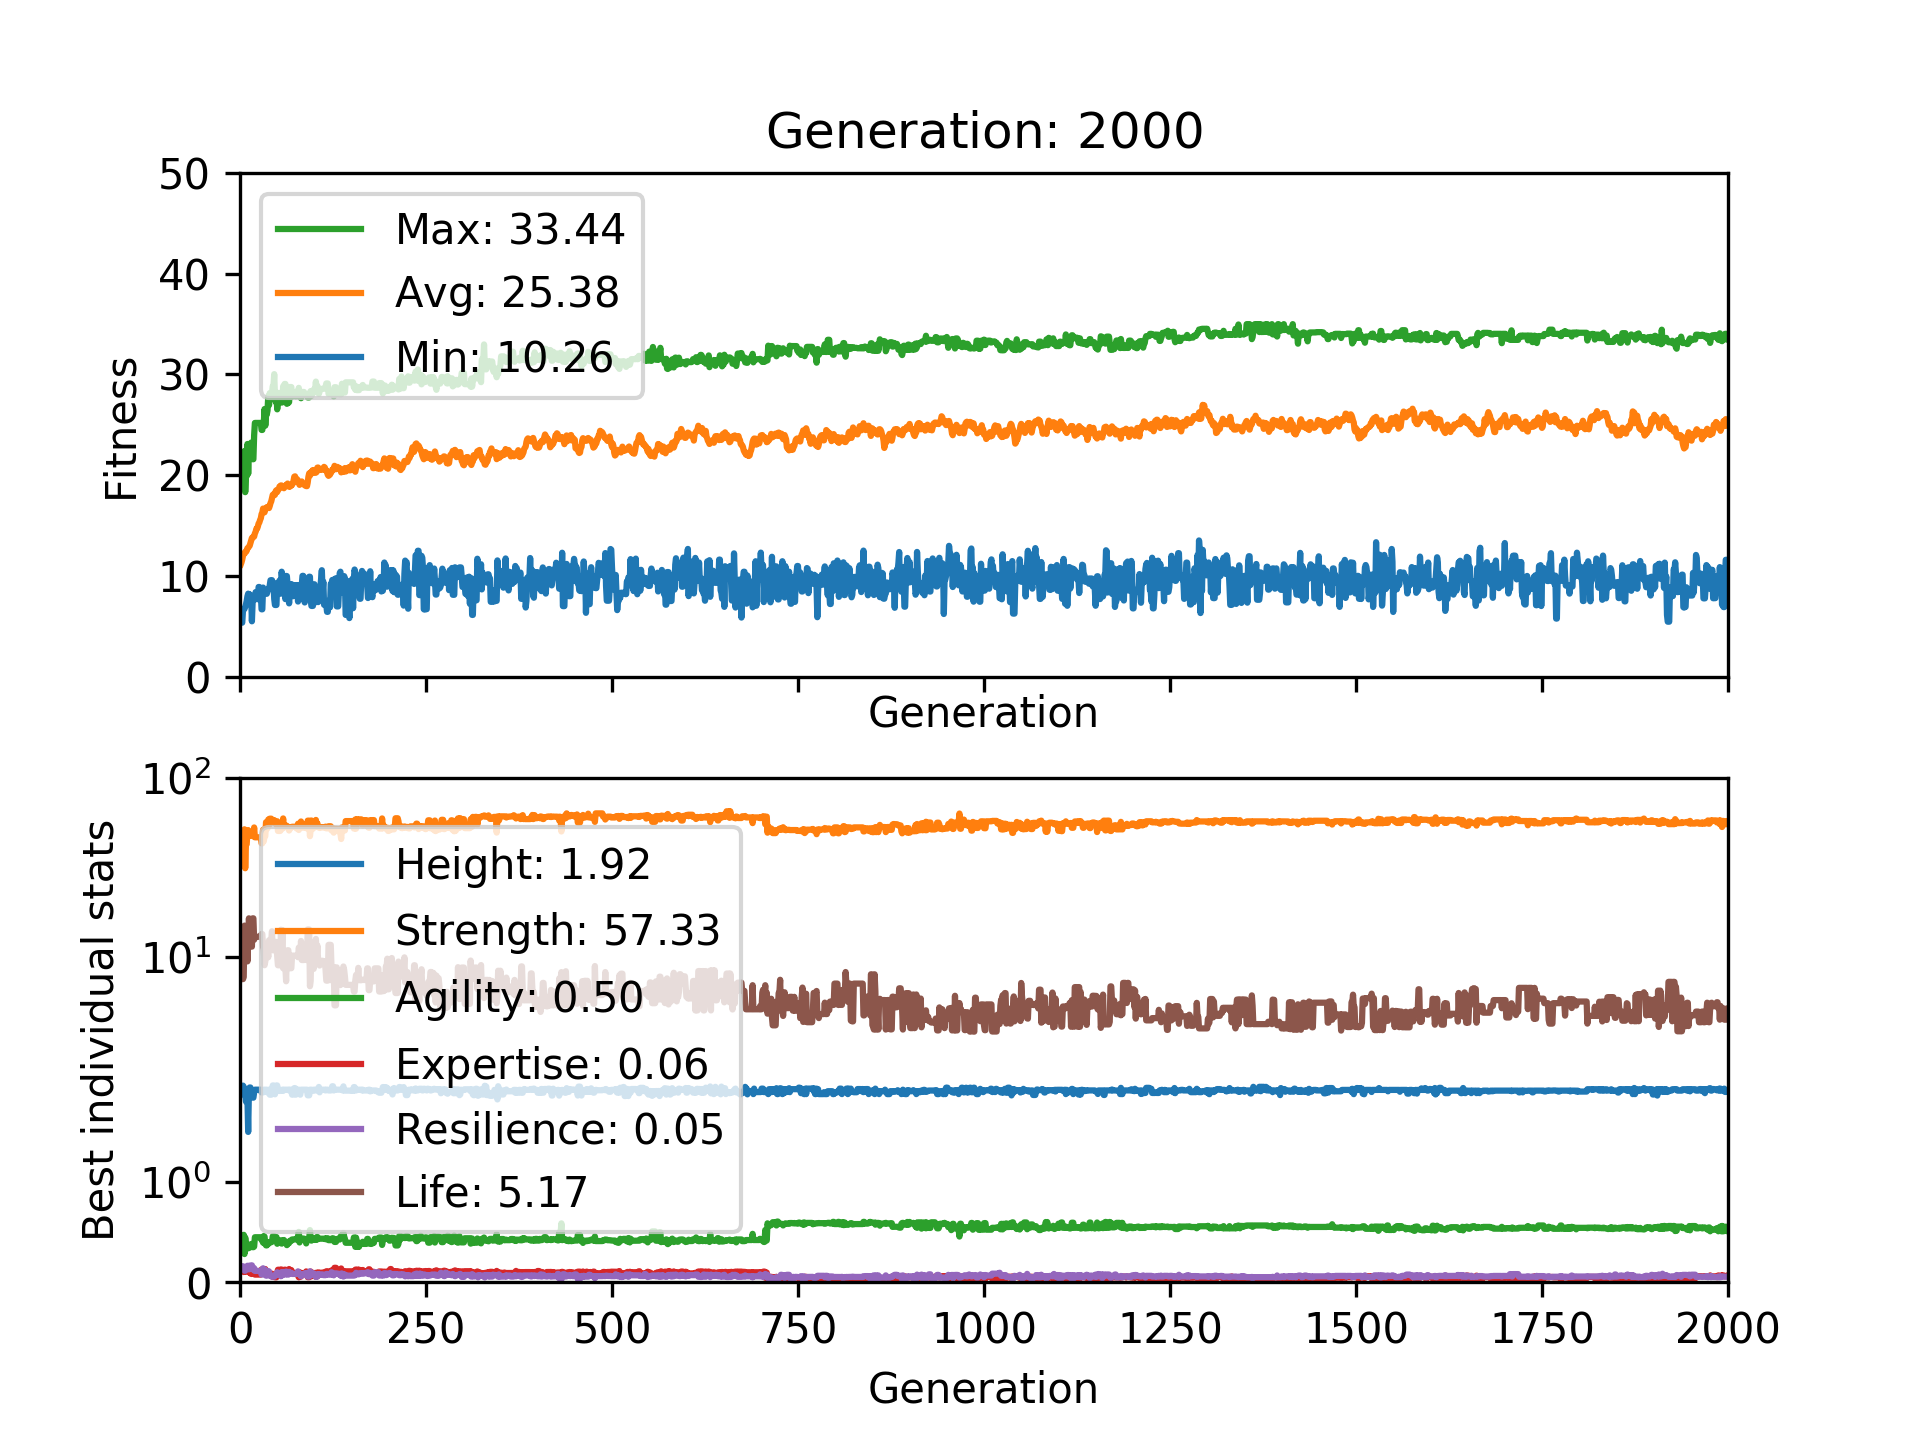 Generation: 2000
50
40
30
20
10
0
Fitness
Max: 33.44
Avg: 25.38
Min: 10.26
Generation
10²
10¹
10⁰
0
Best individual stats
Height: 1.92
Strength: 57.33
Agility: 0.50
Expertise: 0.06
Resilience: 0.05
Life: 5.17
0 250 500 750 1000 1250 1500 1750 2000
Generation